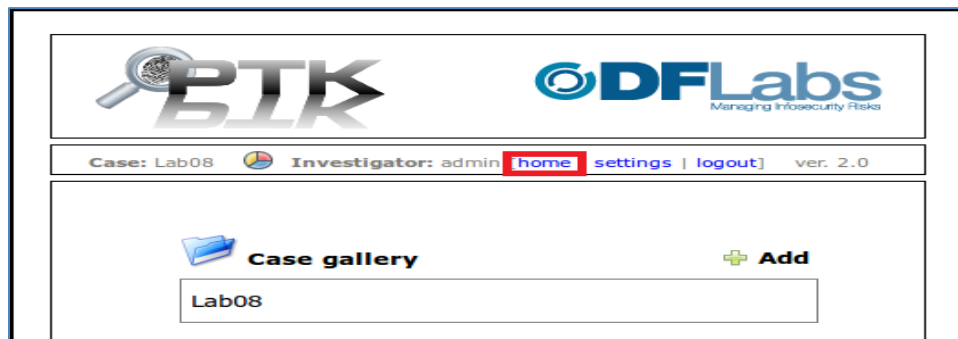 PTK
DFLabs
Managing Infosecurity Risks
Case: Lab08 Investigator: admin [home settings | logout] ver. 2.0
Case gallery Add
Lab08